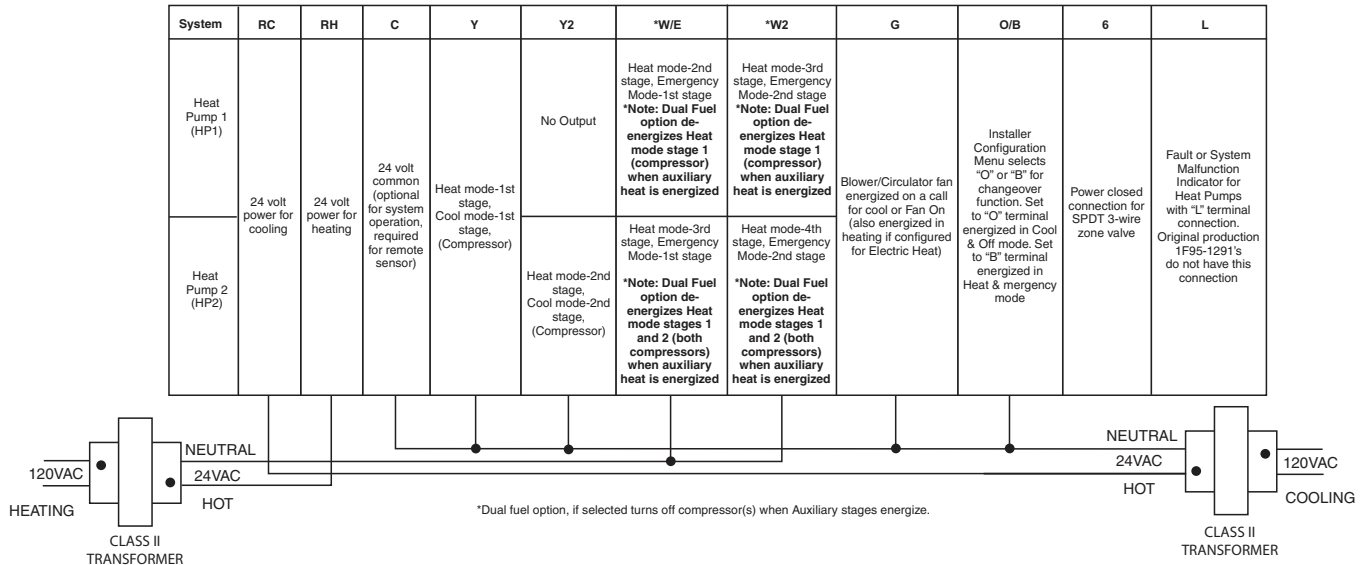 System RC RH C Y Y2 *W/E *W2 G O/B 6 L
Heat
Pump 1
(HP1)
24 volt
power for
cooling
24 volt
power for
heating
24 volt
common
(optional
for system
operation,
required
for remote
sensor)
Heat mode-1st
stage,
Cool mode-1st
stage,
(Compressor)
No Output
Heat mode-2nd
stage, Emergency
Mode-1st stage
*Note: Dual Fuel
option de-
energizes Heat
mode stage 1
(compressor)
when auxiliary
heat is energized
Heat mode-3rd
stage, Emergency
Mode-2nd stage
*Note: Dual Fuel
option de-
energizes Heat
mode stage 1
(compressor)
when auxiliary
heat is energized
Blower/Circulator fan
energized on a call
for cool or Fan On
(also energized in
heating if configured
for Electric Heat)
Installer
Configuration
Menu selects
“O” or “B” for
changeover
function. Set
to “O” terminal
energized in Cool
& Off mode. Set
to “B” terminal
energized in
Heat & mergency
mode
Power closed
connection for
SPDT 3-wire
zone valve
Fault or System
Malfunction
Indicator for
Heat Pumps
with “L” terminal
connection.
Original production
1F95-1291's
do not have this
connection
Heat
Pump 2
(HP2)
Heat mode-2nd
stage,
Cool mode-2nd
stage,
(Compressor)
Heat mode-3rd
stage, Emergency
Mode-1st stage
*Note: Dual Fuel
option de-
energizes Heat
mode stages 1
and 2 (both
compressors)
when auxiliary
heat is energized
Heat mode-4th
stage, Emergency
Mode-2nd stage
*Note: Dual Fuel
option de-
energizes Heat
mode stages 1
and 2 (both
compressors)
when auxiliary
heat is energized
120VAC
HEATING
NEUTRAL
24VAC
HOT
CLASS II
TRANSFORMER
*Dual fuel option, if selected turns off compressor(s) when Auxiliary stages energize.
NEUTRAL
24VAC
HOT
120VAC
COOLING
CLASS II
TRANSFORMER